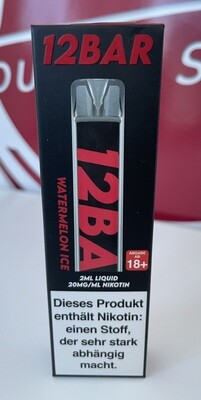 12BAR
12BA
WATERMELON ICE
ABGABE
AB
18+
2ML LIQUID
20MG/ML NIKOTIN
Dieses Produkt
enthält Nikotin:
einen Stoff,
der sehr stark
abhängig
macht.